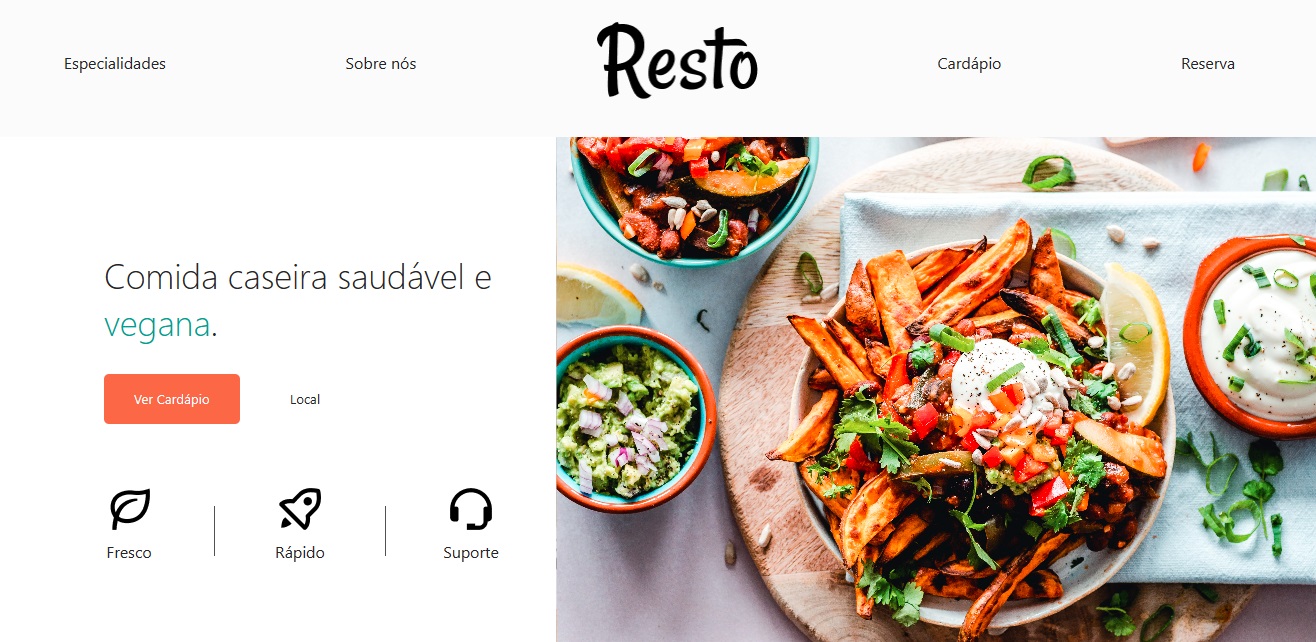 Especialidades
Sobre nós
Resto
Cardápio
Reserva
Comida caseira saudável e
vegana.
Ver Cardápio
Local
Fresco
Rápido
Suporte